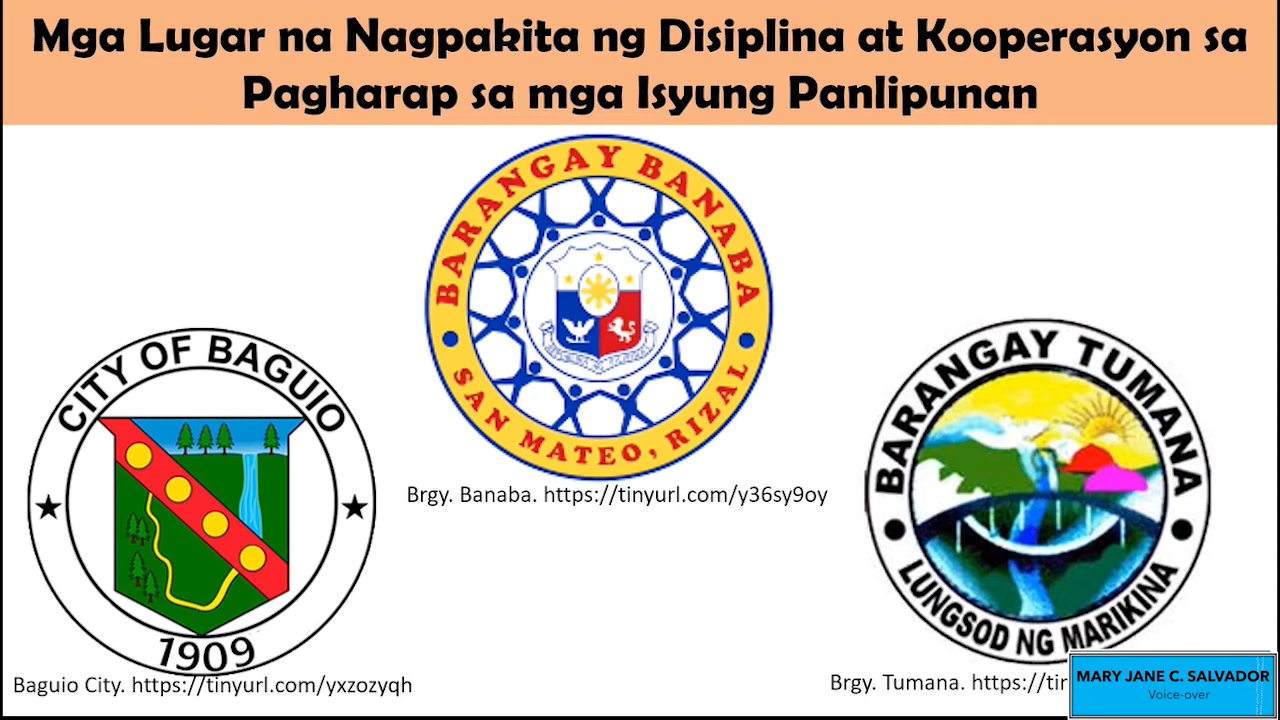 Mga Lugar na Nagpakita ng Disiplina at Kooperasyon sa
Pagharap sa mga Isyung Panlipunan
BARANGAY BANABA
SAN MATEO, RIZAL
Brgy. Banaba. https://tinyurl.com/y36sy9oy
CITY OF BAGUIO
1909
Baguio City. https://tinyurl.com/yxzozyqh
BARANGAY TUMANA
LUNGSOD NG MARIKINA
Brgy. Tumana. https://ti
MARY JANE C. SALVADOR
Voice-over